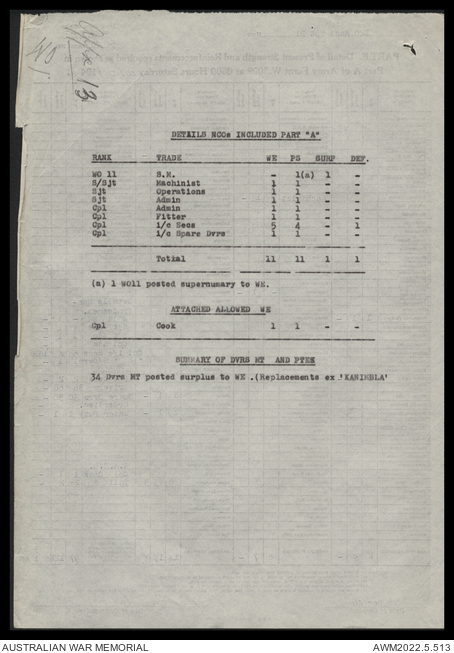 DETAILS NCOs INCLUDED PART "A"
RANK TRADE WE PS SURP DEF.
WO 11 S.M. - 1(a) 1 -
S/Sjt Machinist 1 1 - -
Sjt Operations 1 1 - -
Sjt Admin 1 1 - -
Cpl Admin 1 1 - -
Cpl Fitter 1 1 - -
Cpl i/c Secs 5 4 - 1
Cpl i/c Spare Dvrs 1 1 - -
Total 11 11 1 1
(a) 1 WO11 posted supernumary to WE.
ATTACHED ALLOWED WE
Cpl Cook 1 1 - -
SUMMARY OF DVRS MT AND PTES
34 Dvrs MT posted surplus to WE .(Replacements ex 'KANIMBLA'
AUSTRALIAN WAR MEMORIAL AWM2022.5.513